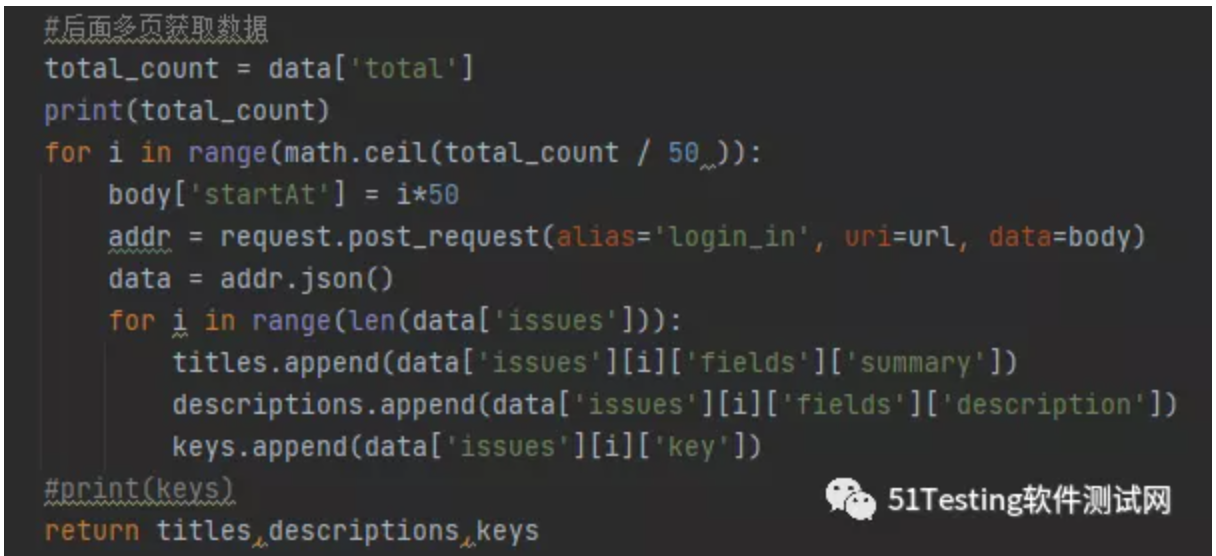 #后面多页获取数据
total_count = data['total']
print(total_count)
for i in range(math.ceil(total_count / 50 )):
    body['startAt'] = i*50
    addr = request.post_request(alias='login_in', uri=url, data=body)
    data = addr.json()
    for i in range(len(data['issues'])):
        titles.append(data['issues'][i]['fields']['summary'])
        descriptions.append(data['issues'][i]['fields']['description'])
        keys.append(data['issues'][i]['key'])
#print(keys)
return titles,descriptions,keys
51Testing软件测试网